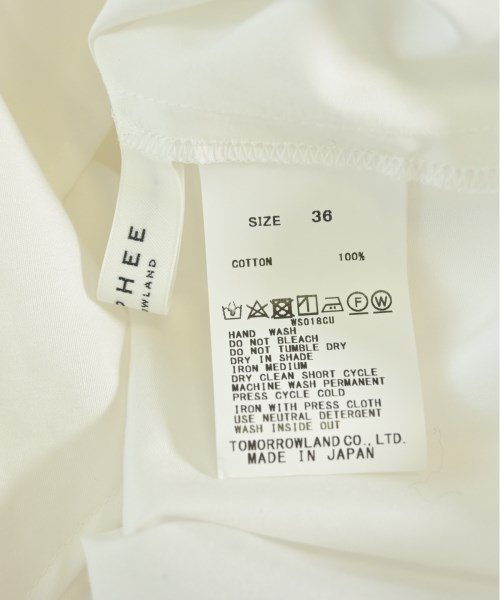 SIZE 36
COTTON 100%
F W
WS018CU
HAND WASH
DO NOT BLEACH
DO NOT TUMBLE DRY
DRY IN SHADE
IRON MEDIUM
DRY CLEAN SHORT CYCLE
MACHINE WASH PERMANENT
PRESS CYCLE COLD
IRON WITH PRESS CLOTH
USE NEUTRAL DETERGENT
WASH INSIDE OUT
TOMORROWLAND CO., LTD.
MADE IN JAPAN
HEE
OWLAND